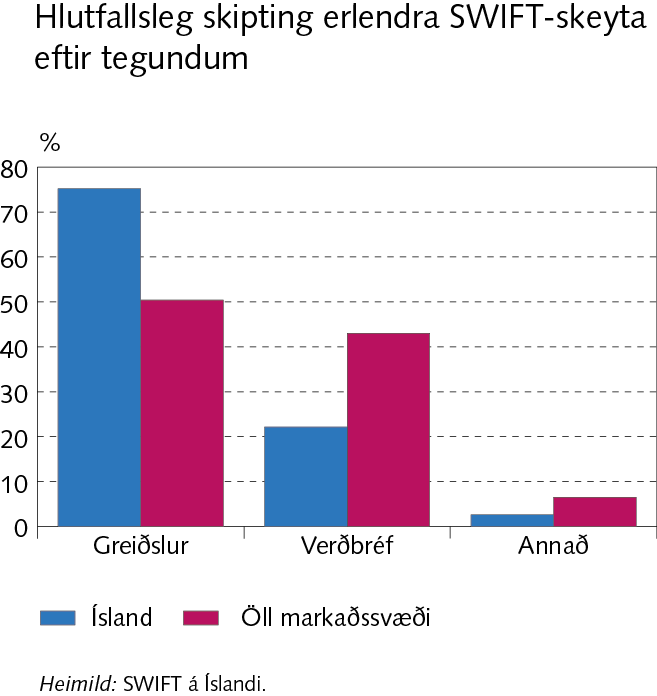 Hlutfallsleg skipting erlendra SWIFT-skeyta
eftir tegundum
%
80
70
60
50
40
30
20
10
0
Greiðslur Verðbréf Annað
Ísland Öll markaðssvæði
Heimild: SWIFT á Íslandi.